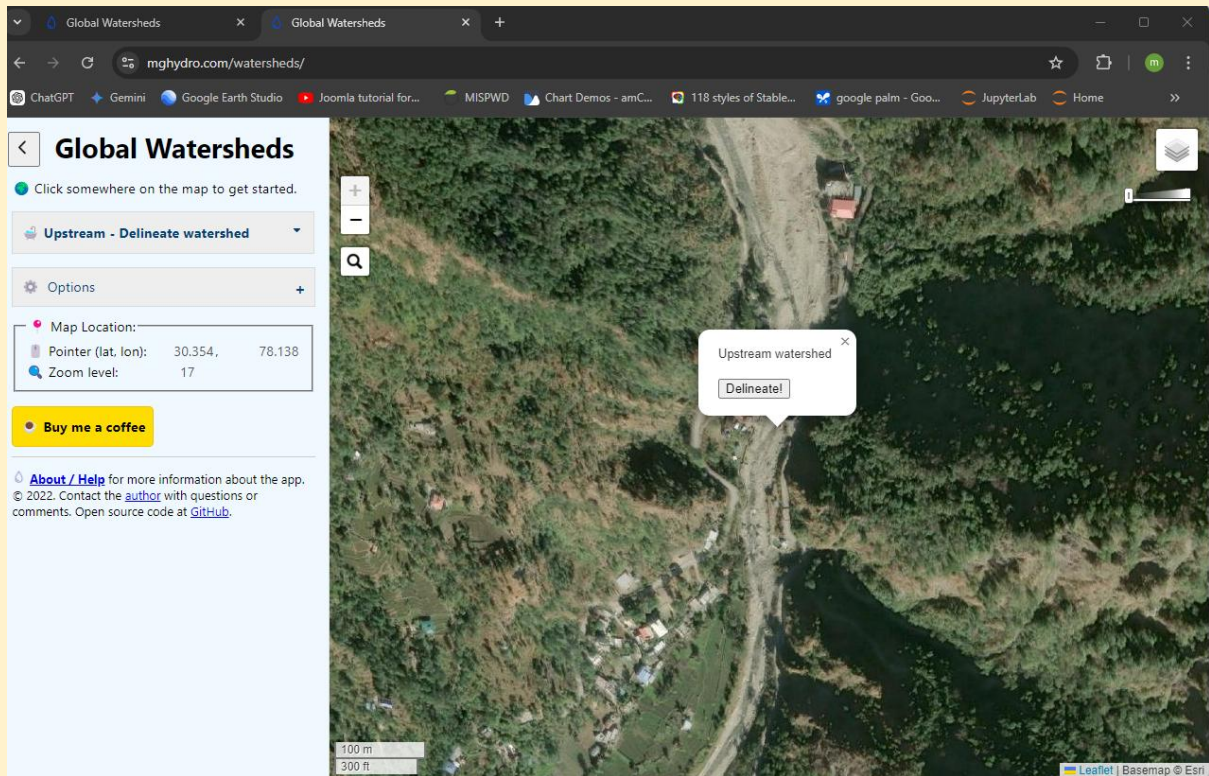 Global Watersheds
Global Watersheds
mghydro.com/watersheds/
m
ChatGPT
Gemini
Google Earth Studio
Joomla tutorial for...
MISPWD
Chart Demos - amC...
118 styles of Stable...
google palm - Goo...
JupyterLab
Home
Global Watersheds
Click somewhere on the map to get started.
Upstream - Delineate watershed
Options
Map Location:
Pointer (lat, lon): 30.354, 78.138
Zoom level: 17
Buy me a coffee
About / Help for more information about the app.
© 2022. Contact the author with questions or
comments. Open source code at GitHub.
Upstream watershed
Delineate!
100 m
300 ft
Leaflet | Basemap © Esri